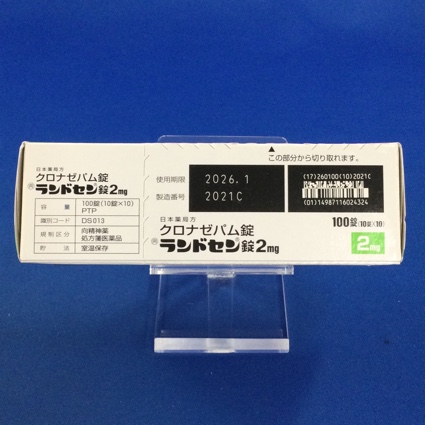 日本薬局方
クロナゼパム錠
®ランドセン錠2mg
容量 100錠(10錠×10) PTP
識別コード DS013
規制区分 向精神薬 処方箋医薬品
貯法 室温保存
▲
この部分から切り取れます。
使用期限 2026.1
製造番号 2021C
(17)260100(10)2021C
(01)14987116024324
日本薬局方
クロナゼパム錠
®ランドセン錠2mg
100錠(10錠×10)
2mg